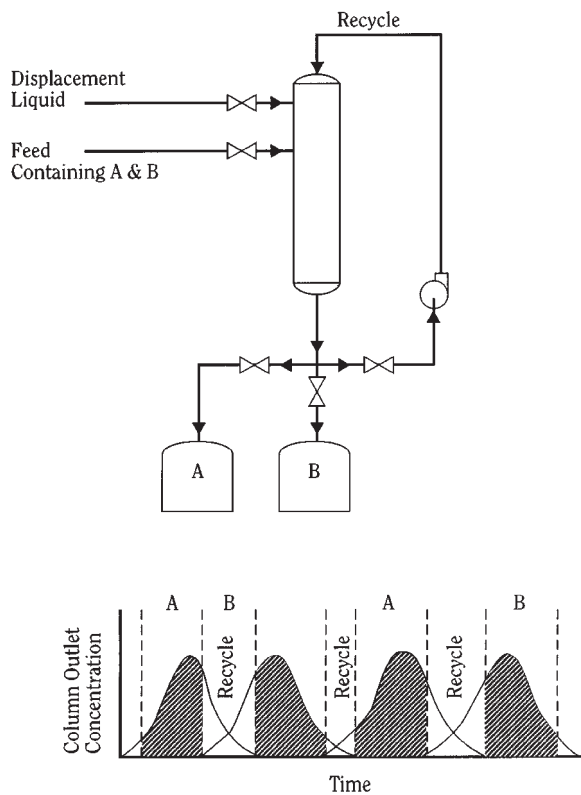 Recycle
Displacement
Liquid
Feed
Containing A & B
A
B
A
B
A
B
Recycle
Recycle
Recycle
Column Outlet
Concentration
Time